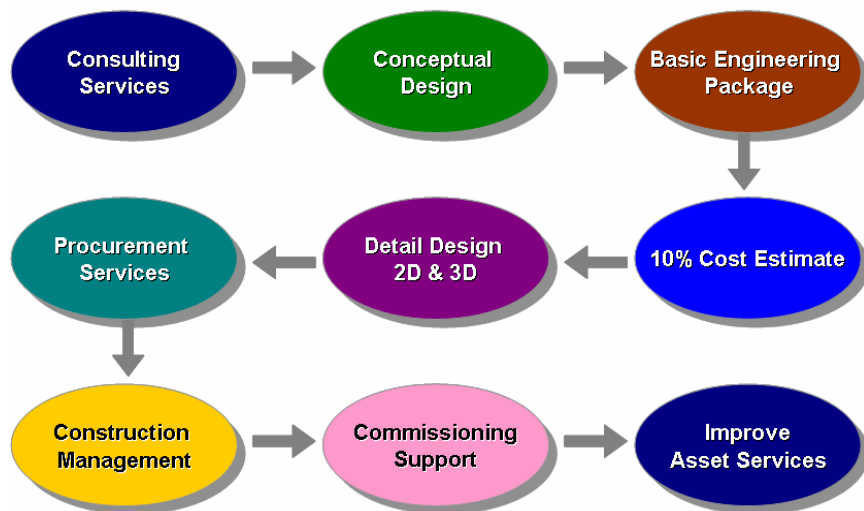 Consulting
Services
Conceptual
Design
Basic Engineering
Package
Procurement
Services
Detail Design
2D & 3D
10% Cost Estimate
Construction
Management
Commissioning
Support
Improve
Asset Services